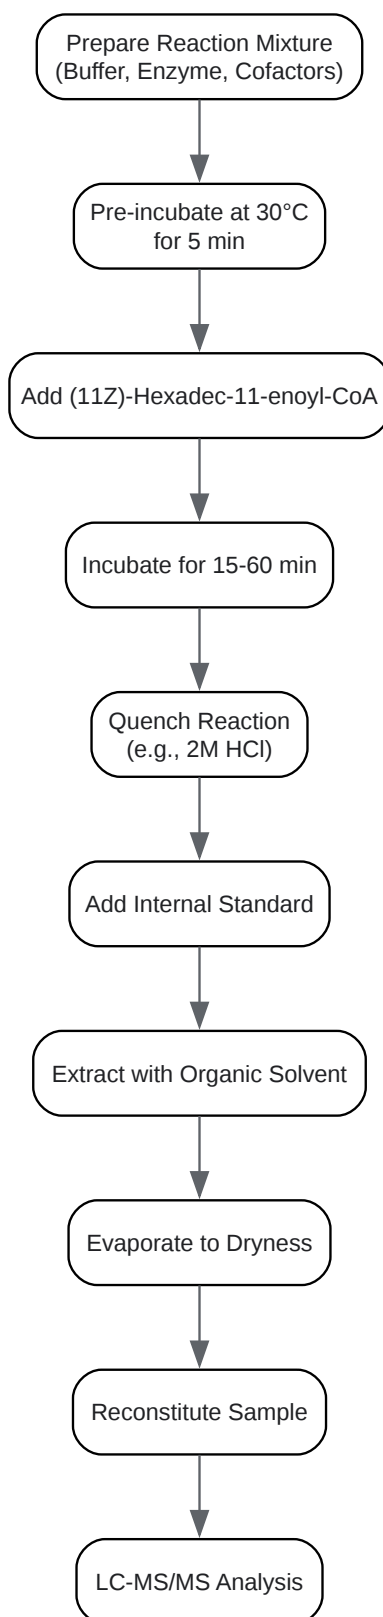 Prepare Reaction Mixture
(Buffer, Enzyme, Cofactors)
Pre-incubate at 30°C
for 5 min
Add (11Z)-Hexadec-11-enoyl-CoA
Incubate for 15-60 min
Quench Reaction
(e.g., 2M HCl)
Add Internal Standard
Extract with Organic Solvent
Evaporate to Dryness
Reconstitute Sample
LC-MS/MS Analysis